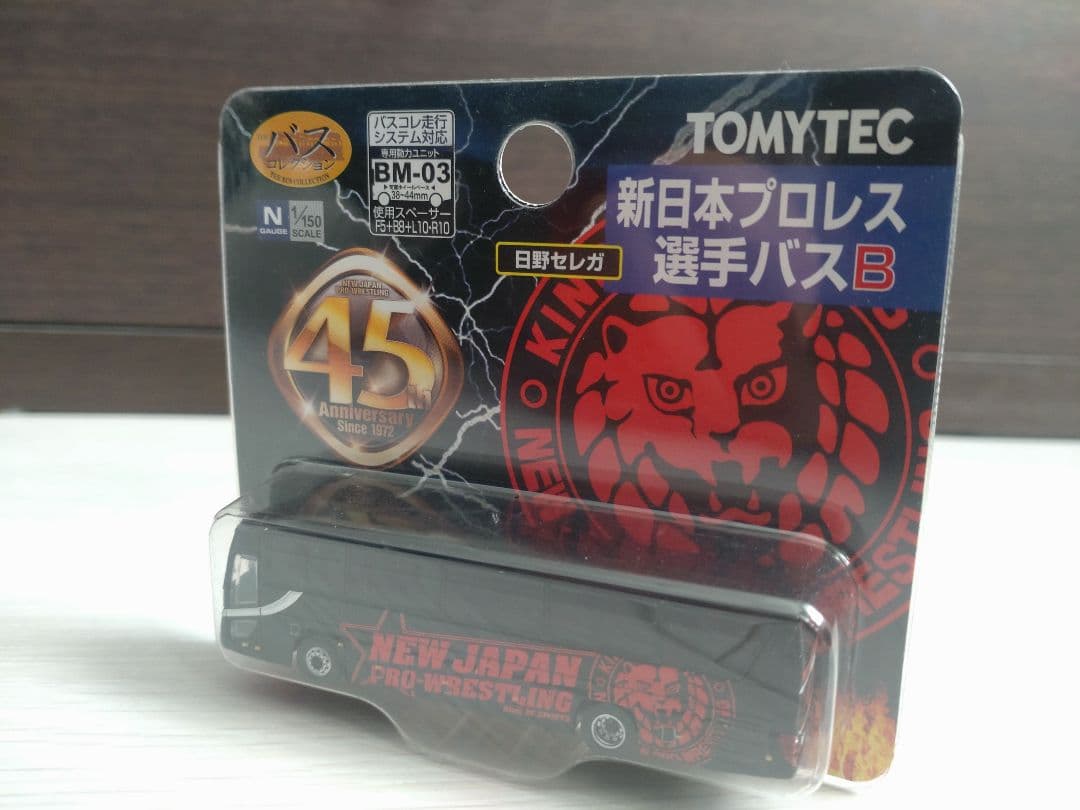 バス
コレクション
THE BUS COLLECTION
バスコレ走行
システム対応
専用動力ユニット
BM-03
38~44mm
使用スペーサー
F5+B8+L10・R10
N
GAUGE
1/150
SCALE
TOMYTEC
新日本プロレス
選手バスB
日野セレガ
NEW JAPAN
PRO-WRESTLING
45th
Anniversary
Since 1972
NEW JAPAN
PRO-WRESTLING